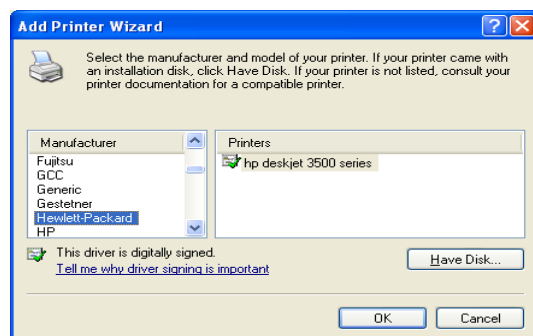 Add Printer Wizard
Select the manufacturer and model of your printer. If your printer came with
an installation disk, click Have Disk. If your printer is not listed, consult your
printer documentation for a compatible printer.
Manufacturer
Fujitsu
GCC
Generic
Gestetner
Hewlett-Packard
HP
Printers
hp deskjet 3500 series
This driver is digitally signed.
Tell me why driver signing is important
Have Disk...
OK
Cancel